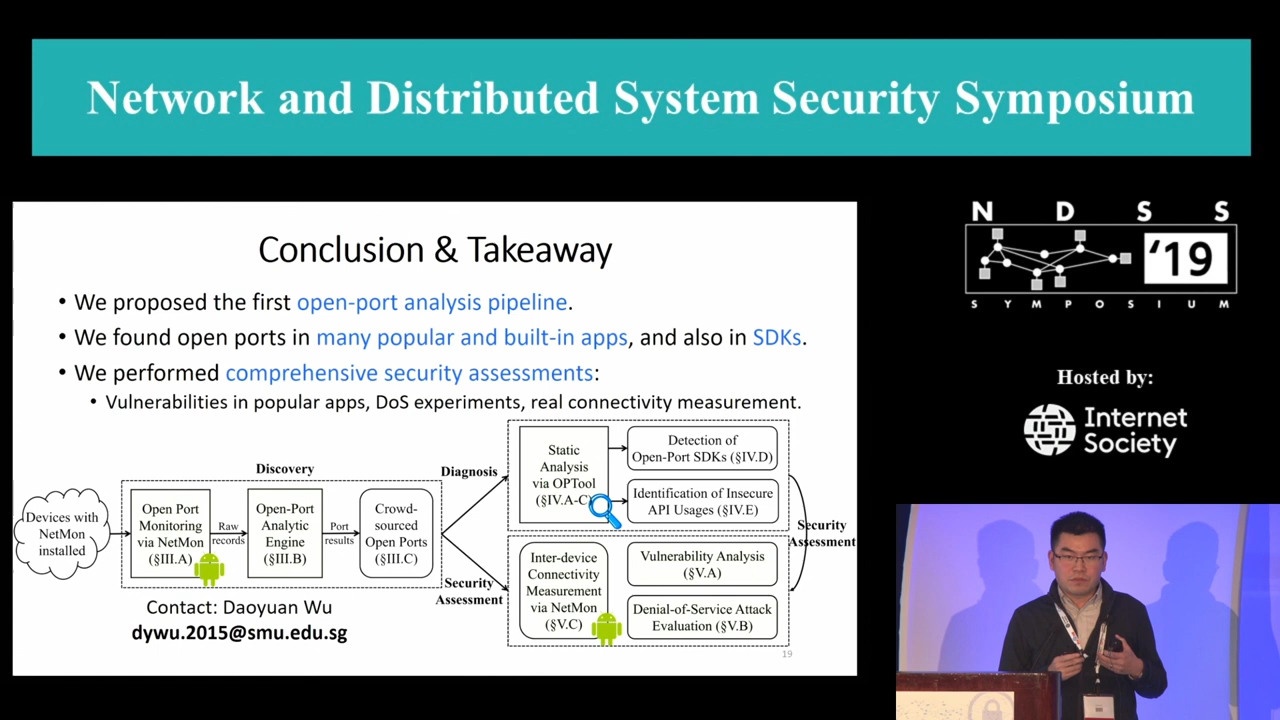 Network and Distributed System Security Symposium
N D S S
'19
SYMPOSIUM
Hosted by:
Internet
Society
Conclusion & Takeaway
• We proposed the first open-port analysis pipeline.
• We found open ports in many popular and built-in apps, and also in SDKs.
• We performed comprehensive security assessments:
• Vulnerabilities in popular apps, DoS experiments, real connectivity measurement.
Devices with
NetMon
installed
Discovery
Open Port
Monitoring
via NetMon
(§III.A)
Raw
records
Open-Port
Analytic
Engine
(§III.B)
Port
results
Crowd-
sourced
Open Ports
(§III.C)
Diagnosis
Static
Analysis
via OPTool
(§IV.A-C)
Detection of
Open-Port SDKs (§IV.D)
Identification of Insecure
API Usages (§IV.E)
Security
Assessment
Security
Assessment
Inter-device
Connectivity
Measurement
via NetMon
(§V.C)
Vulnerability Analysis
(§V.A)
Denial-of-Service Attack
Evaluation (§V.B)
Contact: Daoyuan Wu
dywu.2015@smu.edu.sg
19